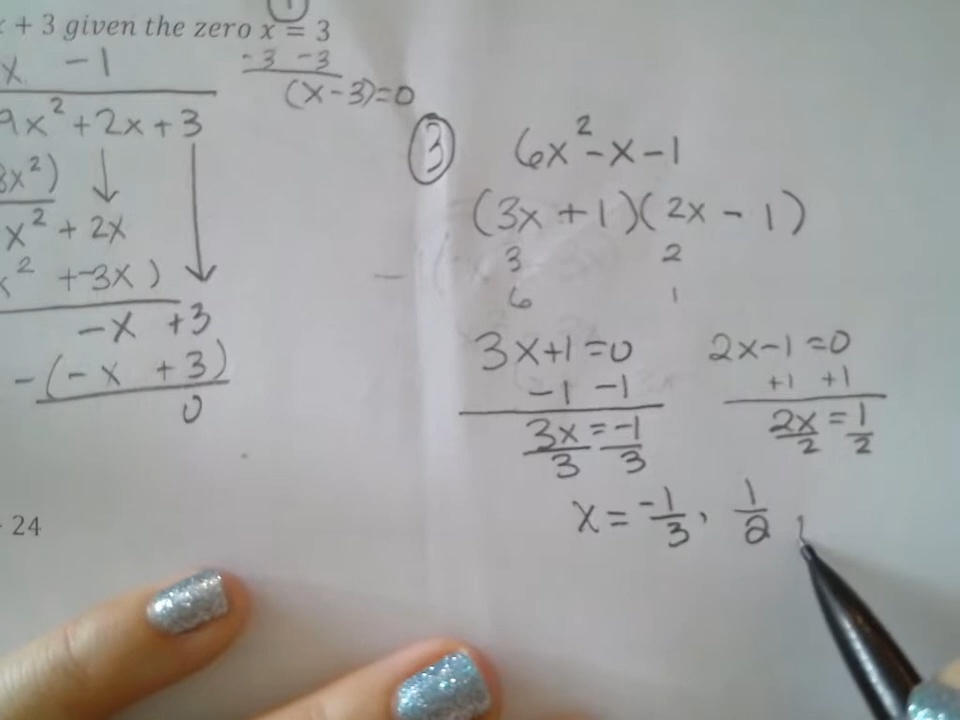 + 3 given the zero x = 3
-3 -3
(x-3)=0
x -1
9x² +2x+3
3x²)
x² + 2x
x² +-3x)
-x +3
-(-x +3)
0
24
③ 6x²-x-1
(3x +1)(2x - 1)
3 2
6 1
3x+1=0 2x-1=0
-1 -1 +1 +1
3x/3 = -1/3 2x/2 = 1/2
x = -1/3, 1/2